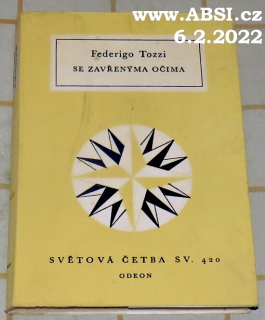 www.ABSI.cz
6.2.2022
Federigo Tozzi
SE ZAVŘENÝMA OČIMA
SVĚTOVÁ ČETBA SV. 420
ODEON